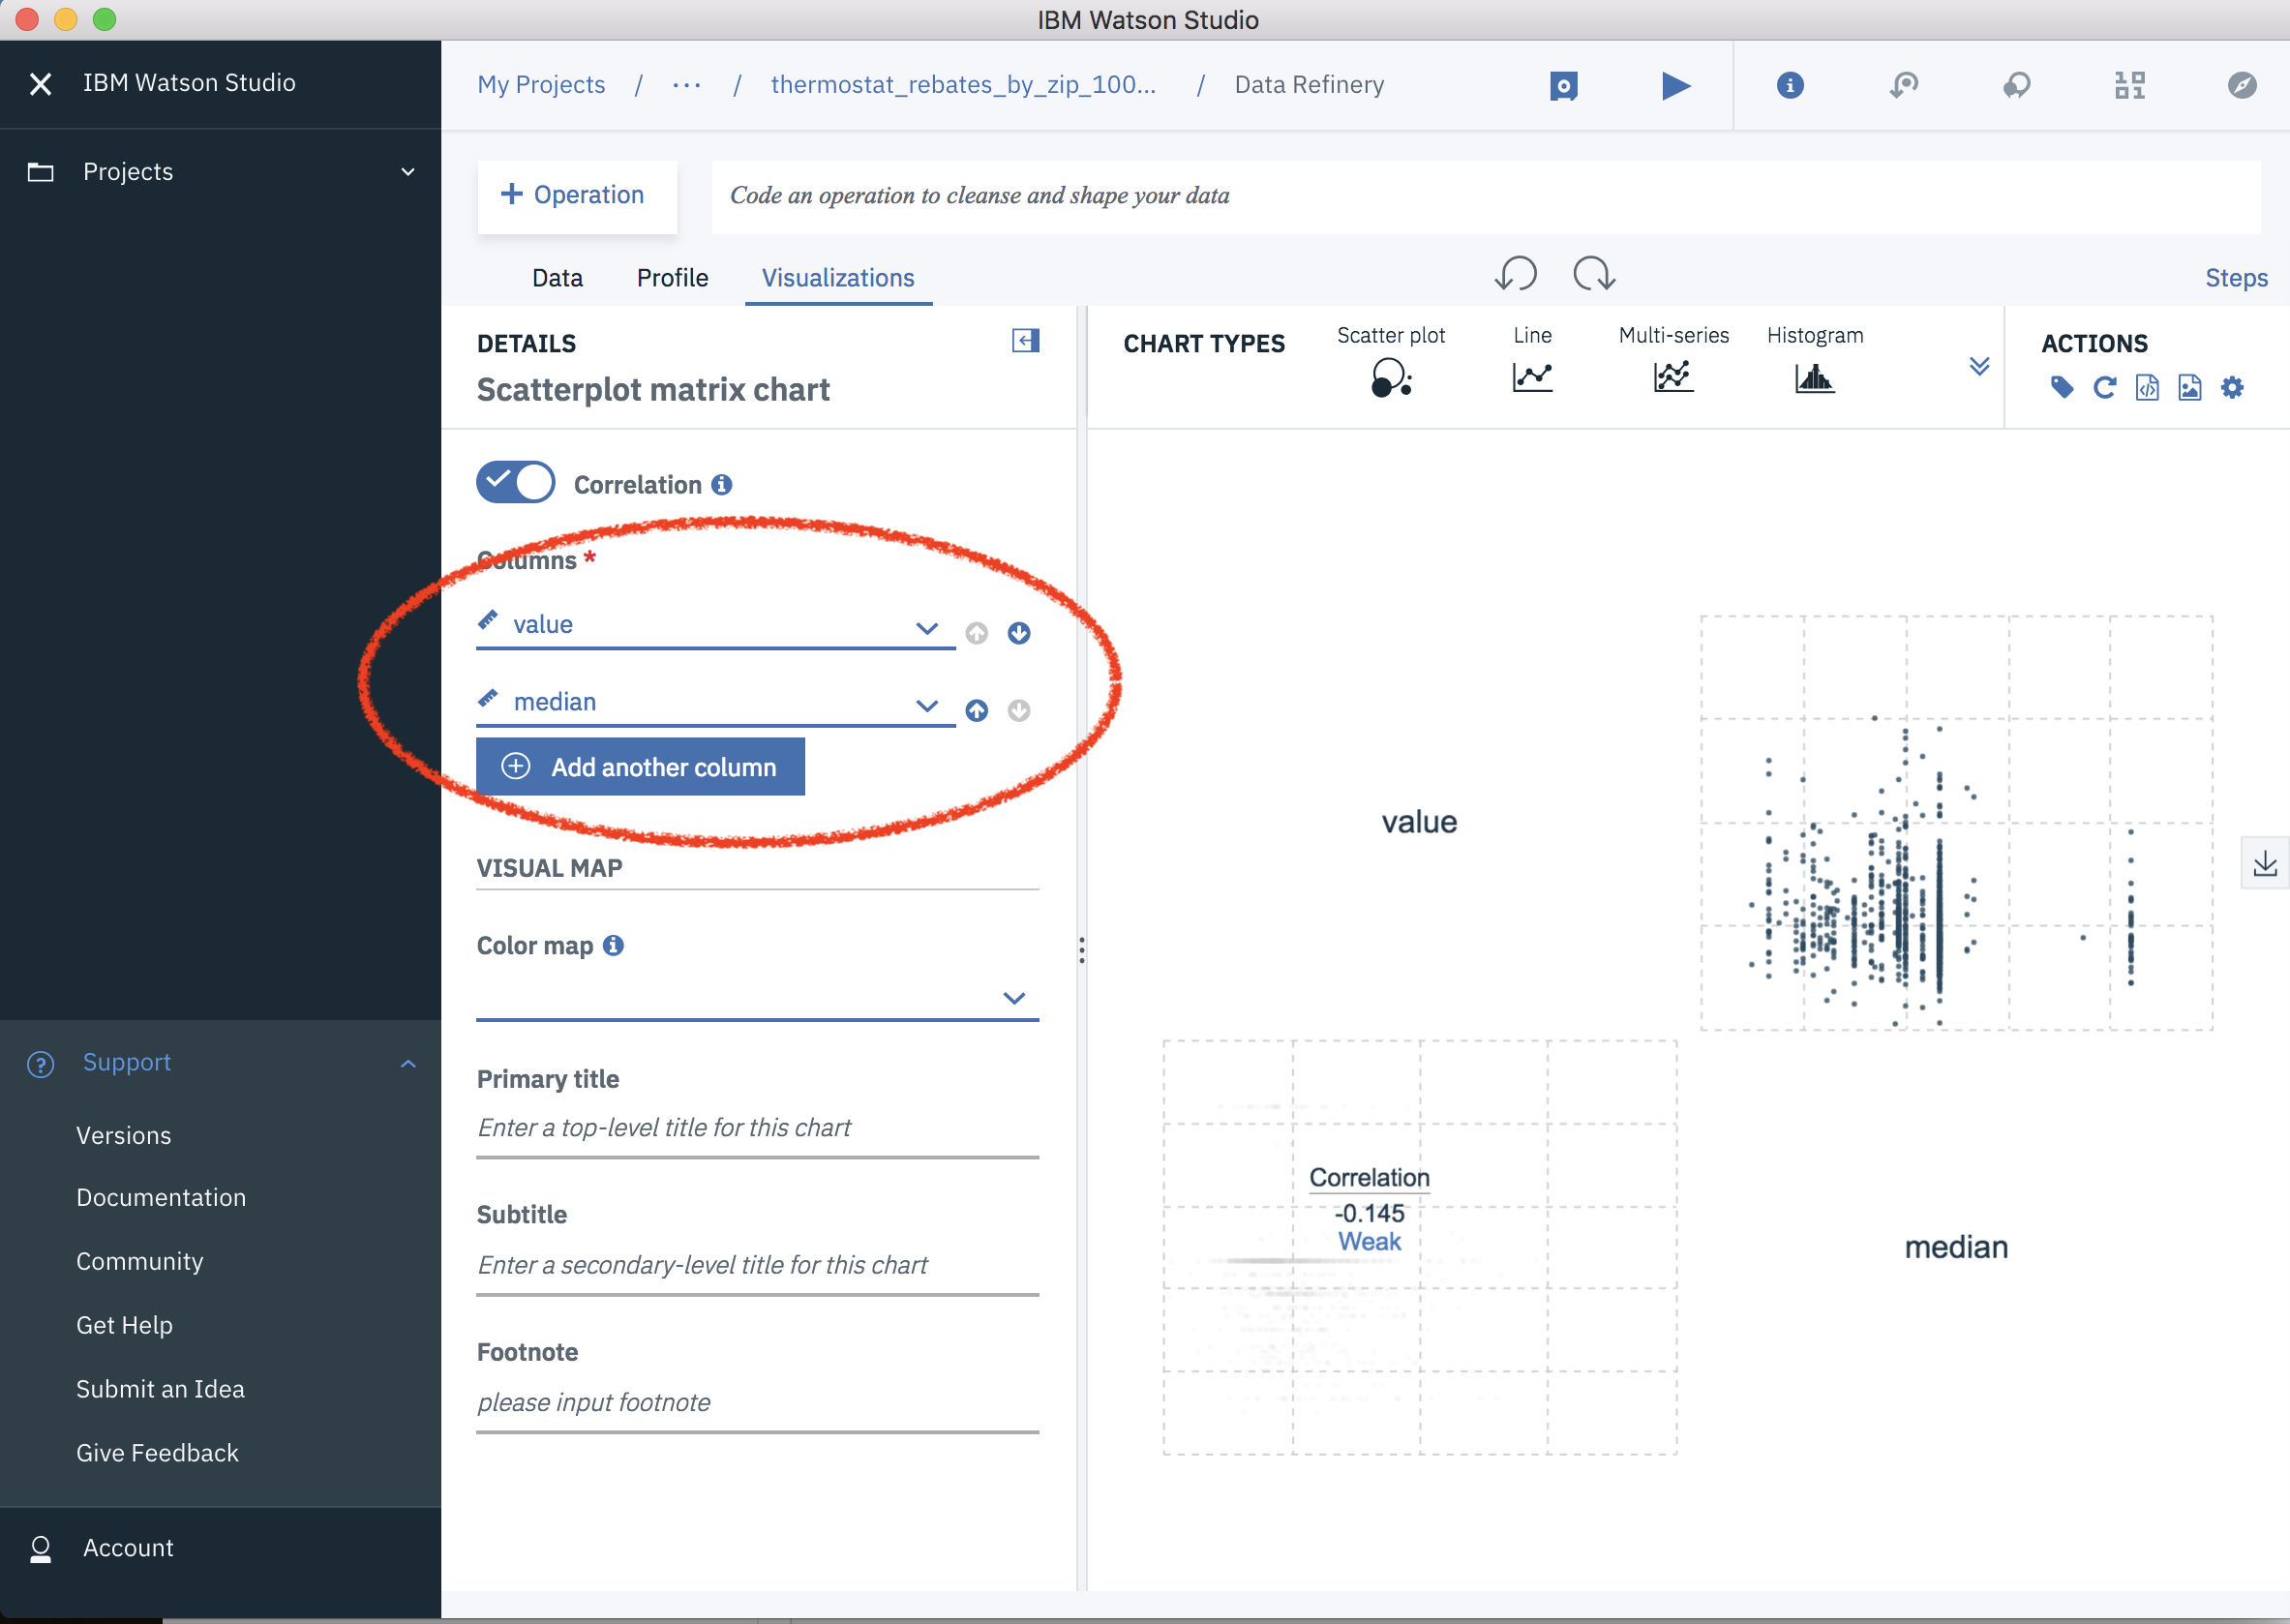 IBM Watson Studio
IBM Watson Studio
My Projects / ... / thermostat_rebates_by_zip_100... / Data Refinery
Projects
+ Operation
Code an operation to cleanse and shape your data
Data
Profile
Visualizations
Steps
DETAILS
Scatterplot matrix chart
CHART TYPES
Scatter plot
Line
Multi-series
Histogram
ACTIONS
Correlation
Columns *
value
median
Add another column
VISUAL MAP
Color map
Primary title
Enter a top-level title for this chart
Subtitle
Enter a secondary-level title for this chart
Footnote
please input footnote
value
Correlation
-0.145
Weak
median
Support
Versions
Documentation
Community
Get Help
Submit an Idea
Give Feedback
Account